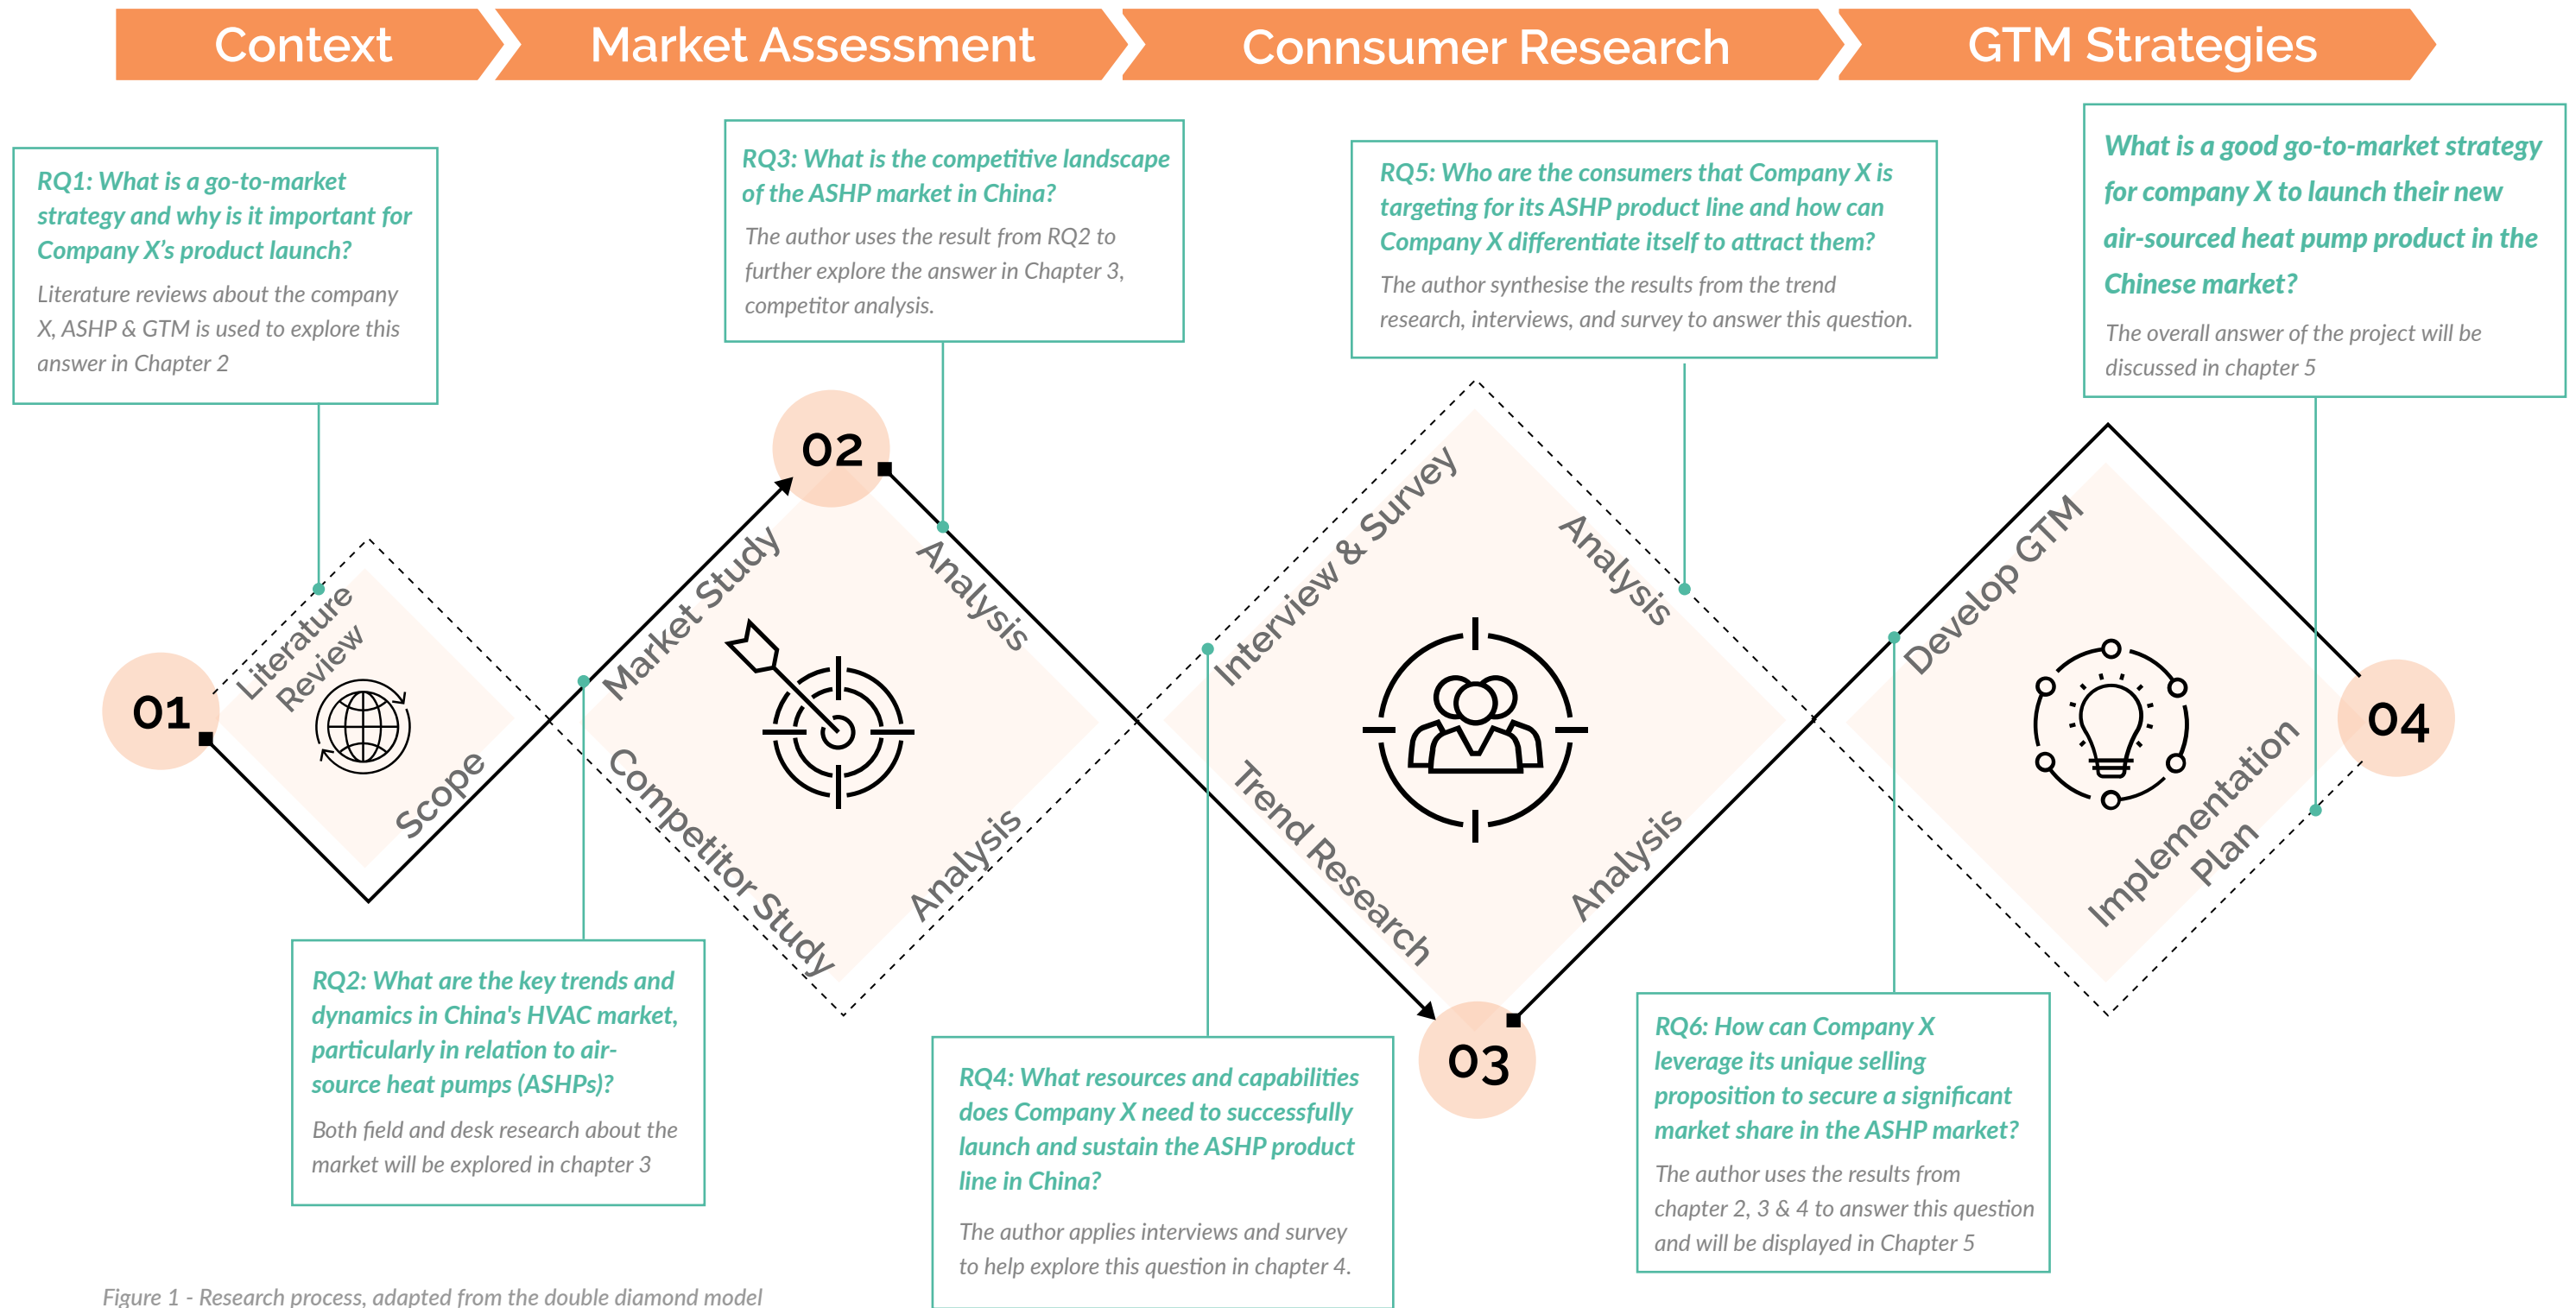 Context
Market Assessment
Connsumer Research
GTM Strategies
RQ1: What is a go-to-market
strategy and why is it important for
Company X’s product launch?
Literature reviews about the company
X, ASHP & GTM is used to explore this
answer in Chapter 2
RQ3: What is the competitive landscape
of the ASHP market in China?
The author uses the result from RQ2 to
further explore the answer in Chapter 3,
competitor analysis.
RQ5: Who are the consumers that Company X is
targeting for its ASHP product line and how can
Company X differentiate itself to attract them?
The author synthesise the results from the trend
research, interviews, and survey to answer this question.
What is a good go-to-market strategy
for company X to launch their new
air-sourced heat pump product in the
Chinese market?
The overall answer of the project will be
discussed in chapter 5
01
Literature
Review
Scope
02
Market Study
Analysis
Competitor Study
Analysis
Interview & Survey
Analysis
Trend Research
Analysis
03
Develop GTM
Implementation
Plan
04
RQ2: What are the key trends and
dynamics in China's HVAC market,
particularly in relation to air-
source heat pumps (ASHPs)?
Both field and desk research about the
market will be explored in chapter 3
RQ4: What resources and capabilities
does Company X need to successfully
launch and sustain the ASHP product
line in China?
The author applies interviews and survey
to help explore this question in chapter 4.
RQ6: How can Company X
leverage its unique selling
proposition to secure a significant
market share in the ASHP market?
The author uses the results from
chapter 2, 3 & 4 to answer this question
and will be displayed in Chapter 5
Figure 1 - Research process, adapted from the double diamond model